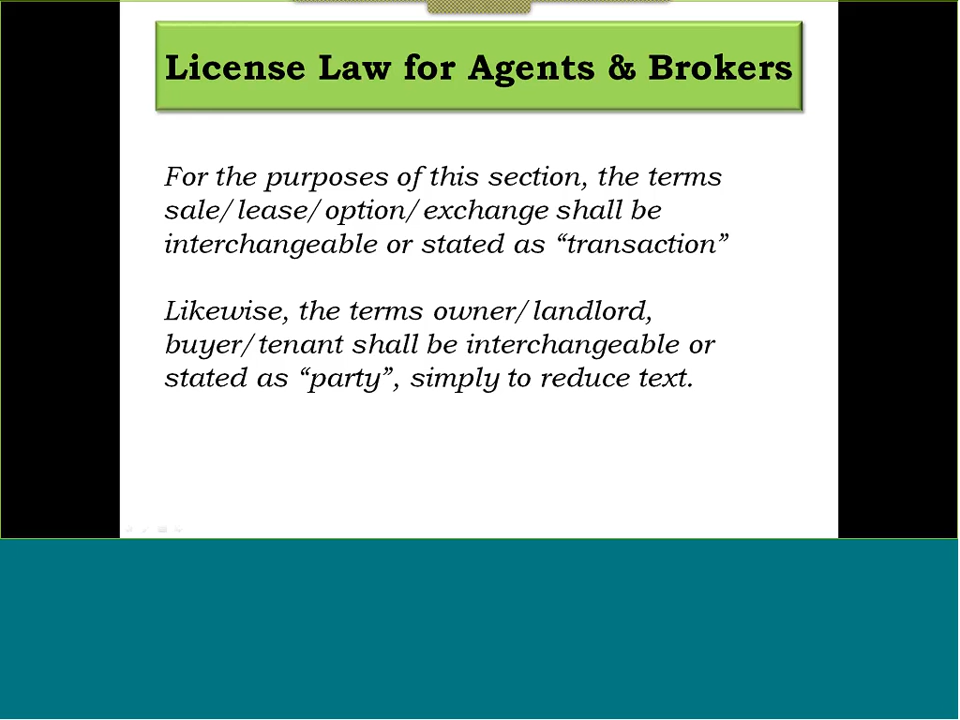 License Law for Agents & Brokers
For the purposes of this section, the terms
sale/lease/option/exchange shall be
interchangeable or stated as “transaction”
Likewise, the terms owner/landlord,
buyer/tenant shall be interchangeable or
stated as “party”, simply to reduce text.